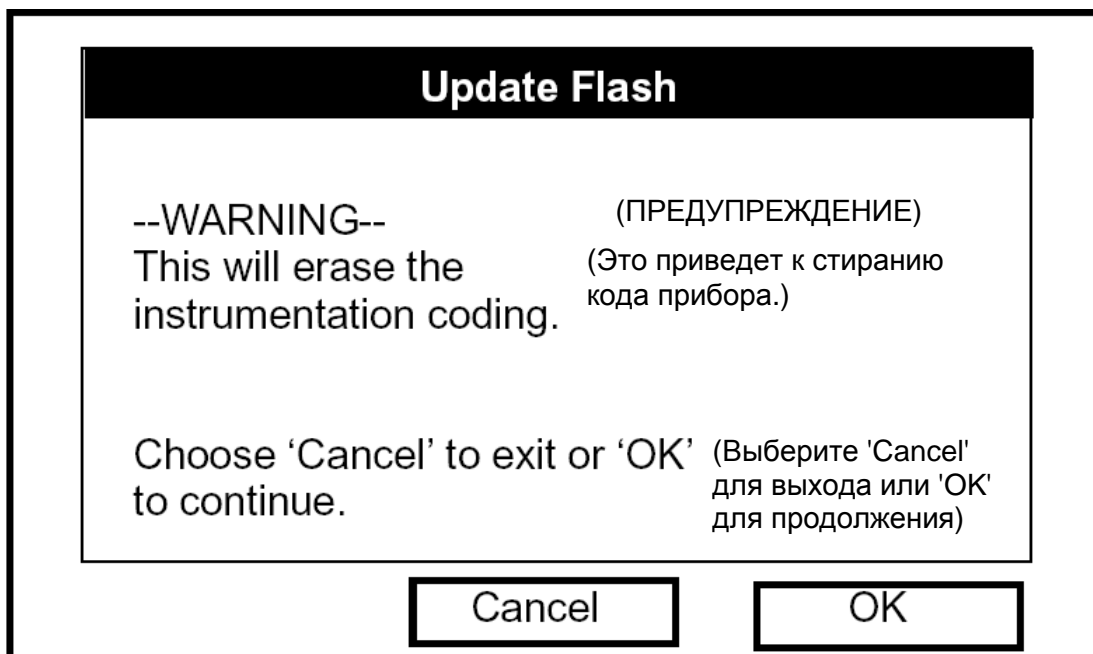 Update Flash
--WARNING--
(ПРЕДУПРЕЖДЕНИЕ)
This will erase the
instrumentation coding.
(Это приведет к стиранию
кода прибора.)
Choose ‘Cancel’ to exit or ‘OK’
to continue.
(Выберите 'Cancel'
для выхода или 'OK'
для продолжения)
Cancel
OK